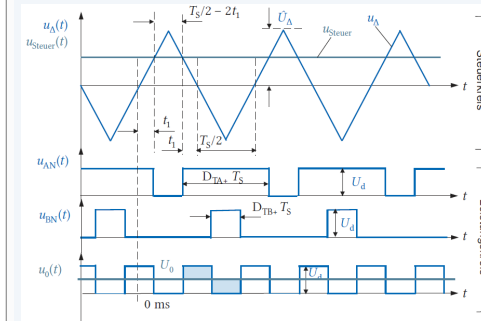 T_S/2 − 2t_1
Û_Δ
u_Δ(t)
u_Steuer
u_Δ
u_Steuer(t)
t
t_1
t_1
T_S/2
u_AN(t)
D_TA+ T_S
U_d
t
u_BN(t)
D_TB+ T_S
U_d
t
u_0(t)
U_0
U_d
t
0 ms